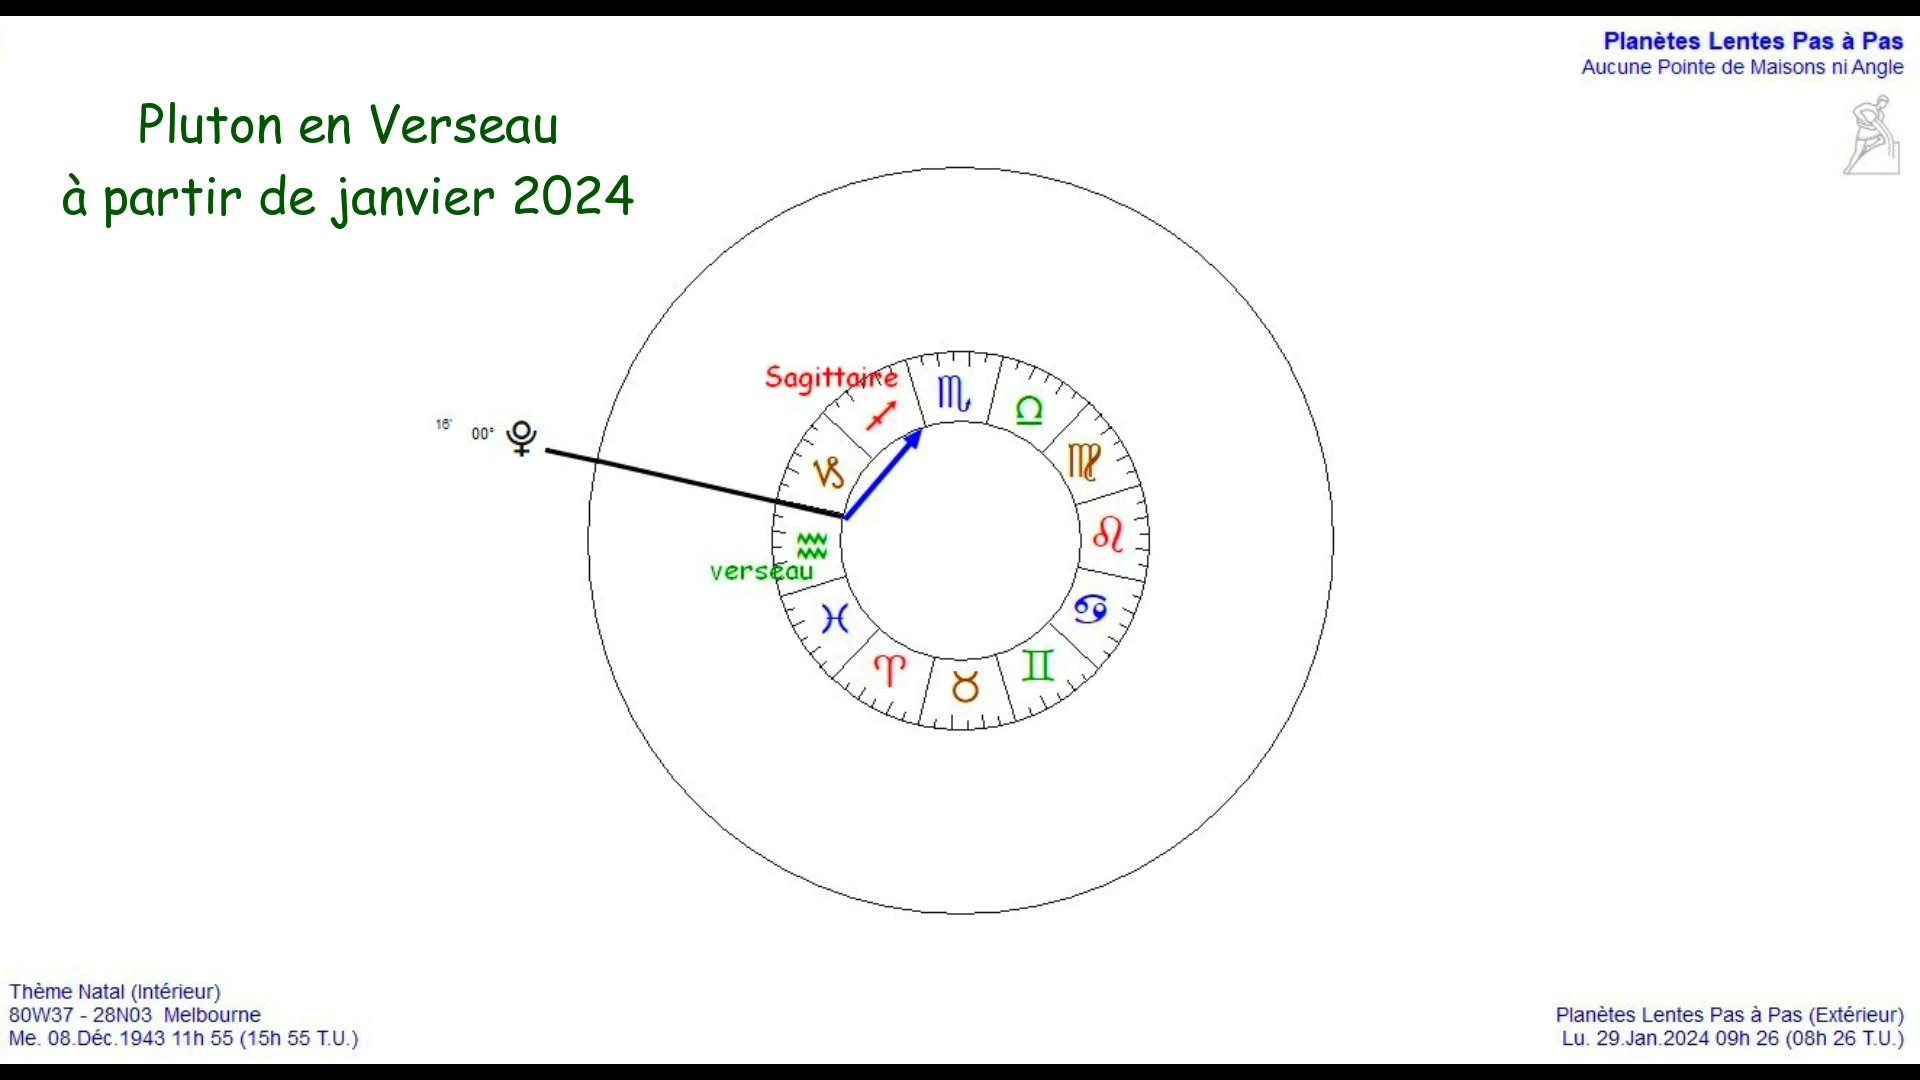 Planètes Lentes Pas à Pas
Aucune Pointe de Maisons ni Angle
Pluton en Verseau
à partir de janvier 2024
Sagittaire
16' 00°
verseau
Thème Natal (Intérieur)
80W37 - 28N03 Melbourne
Me. 08.Déc.1943 11h 55 (15h 55 T.U.)
Planètes Lentes Pas à Pas (Extérieur)
Lu. 29.Jan.2024 09h 26 (08h 26 T.U.)